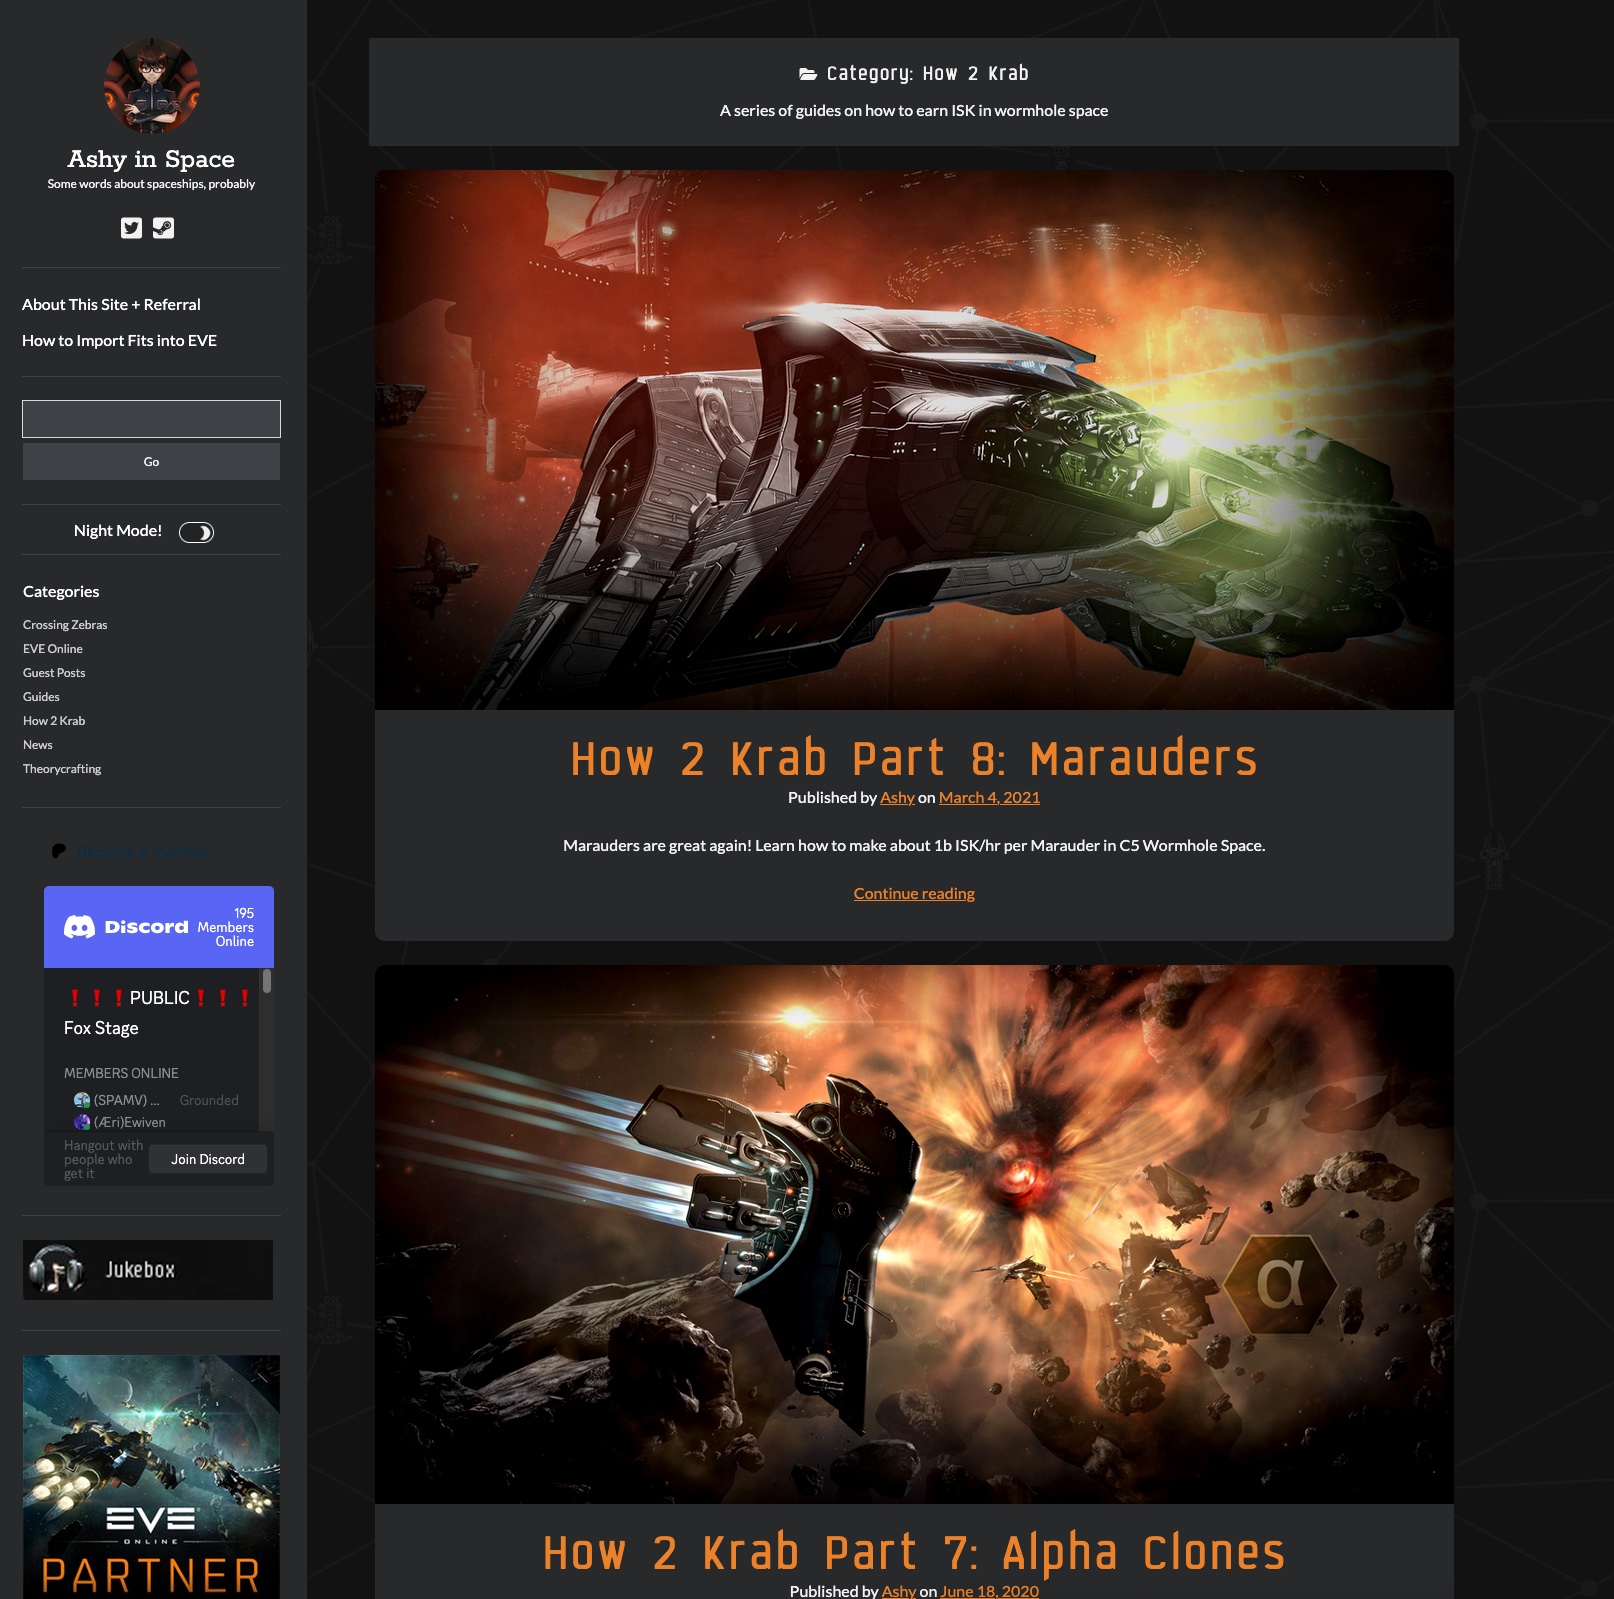 Ashy in Space
Some words about spaceships, probably
About This Site + Referral
How to Import Fits into EVE
Go
Night Mode!
Categories
Crossing Zebras
EVE Online
Guest Posts
Guides
How 2 Krab
News
Theorycrafting
Become a member
Discord
195
Members
Online
❗❗❗PUBLIC❗❗❗
Fox Stage
MEMBERS ONLINE
(SPAMV) ... Grounded
(Æri)Ewiven
Hangout with
people who
get it
Join Discord
Jukebox
EVE
ONLINE
PARTNER
Category: How 2 Krab
A series of guides on how to earn ISK in wormhole space
How 2 Krab Part 8: Marauders
Published by Ashy on March 4, 2021
Marauders are great again! Learn how to make about 1b ISK/hr per Marauder in C5 Wormhole Space.
Continue reading
α
How 2 Krab Part 7: Alpha Clones
Published by Ashy on June 18, 2020